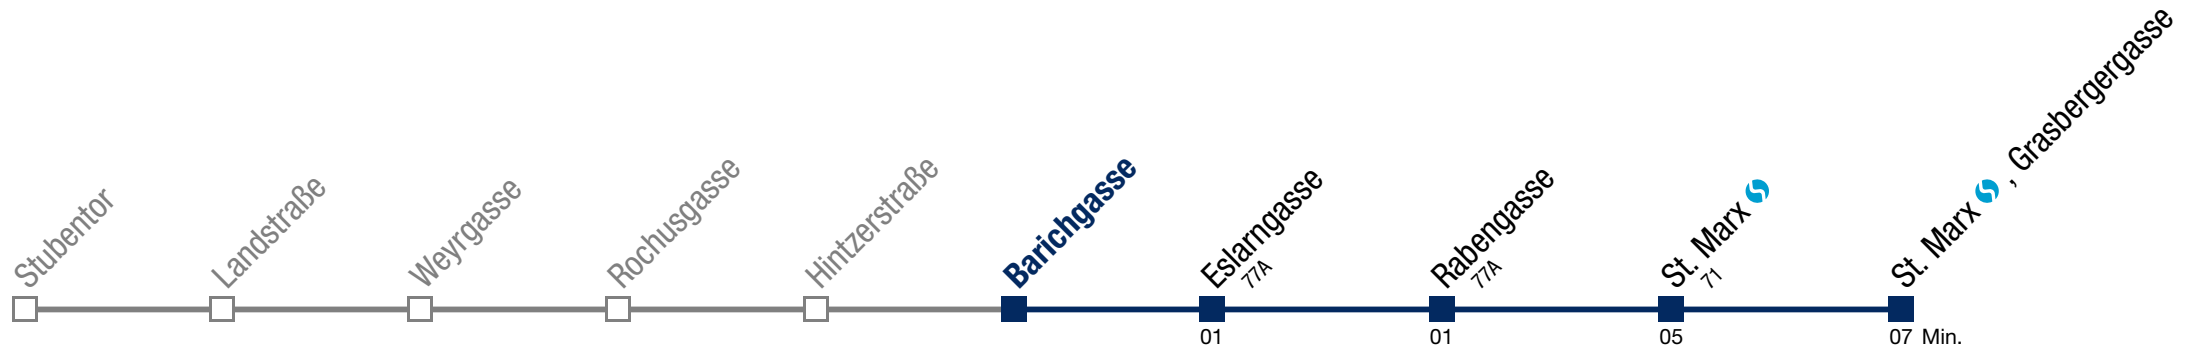 Stubentor
Landstraße
Weyrgasse
Rochusgasse
Hintzerstraße
Barichgasse
Eslarngasse
77A
Rabengasse
77A
St. Marx
71
St. Marx , Grasbergergasse
01
01
05
07 Min.